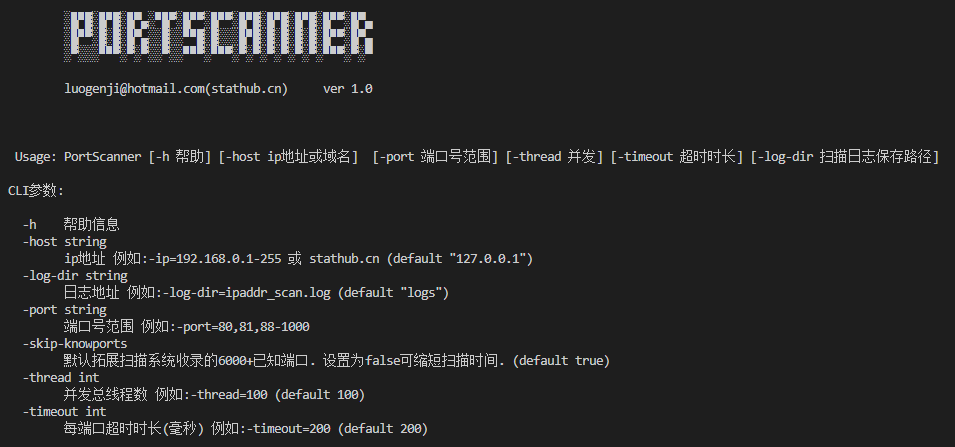 PORTSCANNER
luogenji@hotmail.com(stathub.cn) ver 1.0
Usage: PortScanner [-h 帮助] [-host ip地址或域名] [-port 端口号范围] [-thread 并发] [-timeout 超时时长] [-log-dir 扫描日志保存路径]
CLI参数:
-h 帮助信息
-host string
ip地址 例如:-ip=192.168.0.1-255 或 stathub.cn (default "127.0.0.1")
-log-dir string
日志地址 例如:-log-dir=ipaddr_scan.log (default "logs")
-port string
端口号范围 例如:-port=80,81,88-1000
-skip-knowports
默认拓展扫描系统收录的6000+已知端口. 设置为false可缩短扫描时间. (default true)
-thread int
并发总线程数 例如:-thread=100 (default 100)
-timeout int
每端口超时时长(毫秒) 例如:-timeout=200 (default 200)